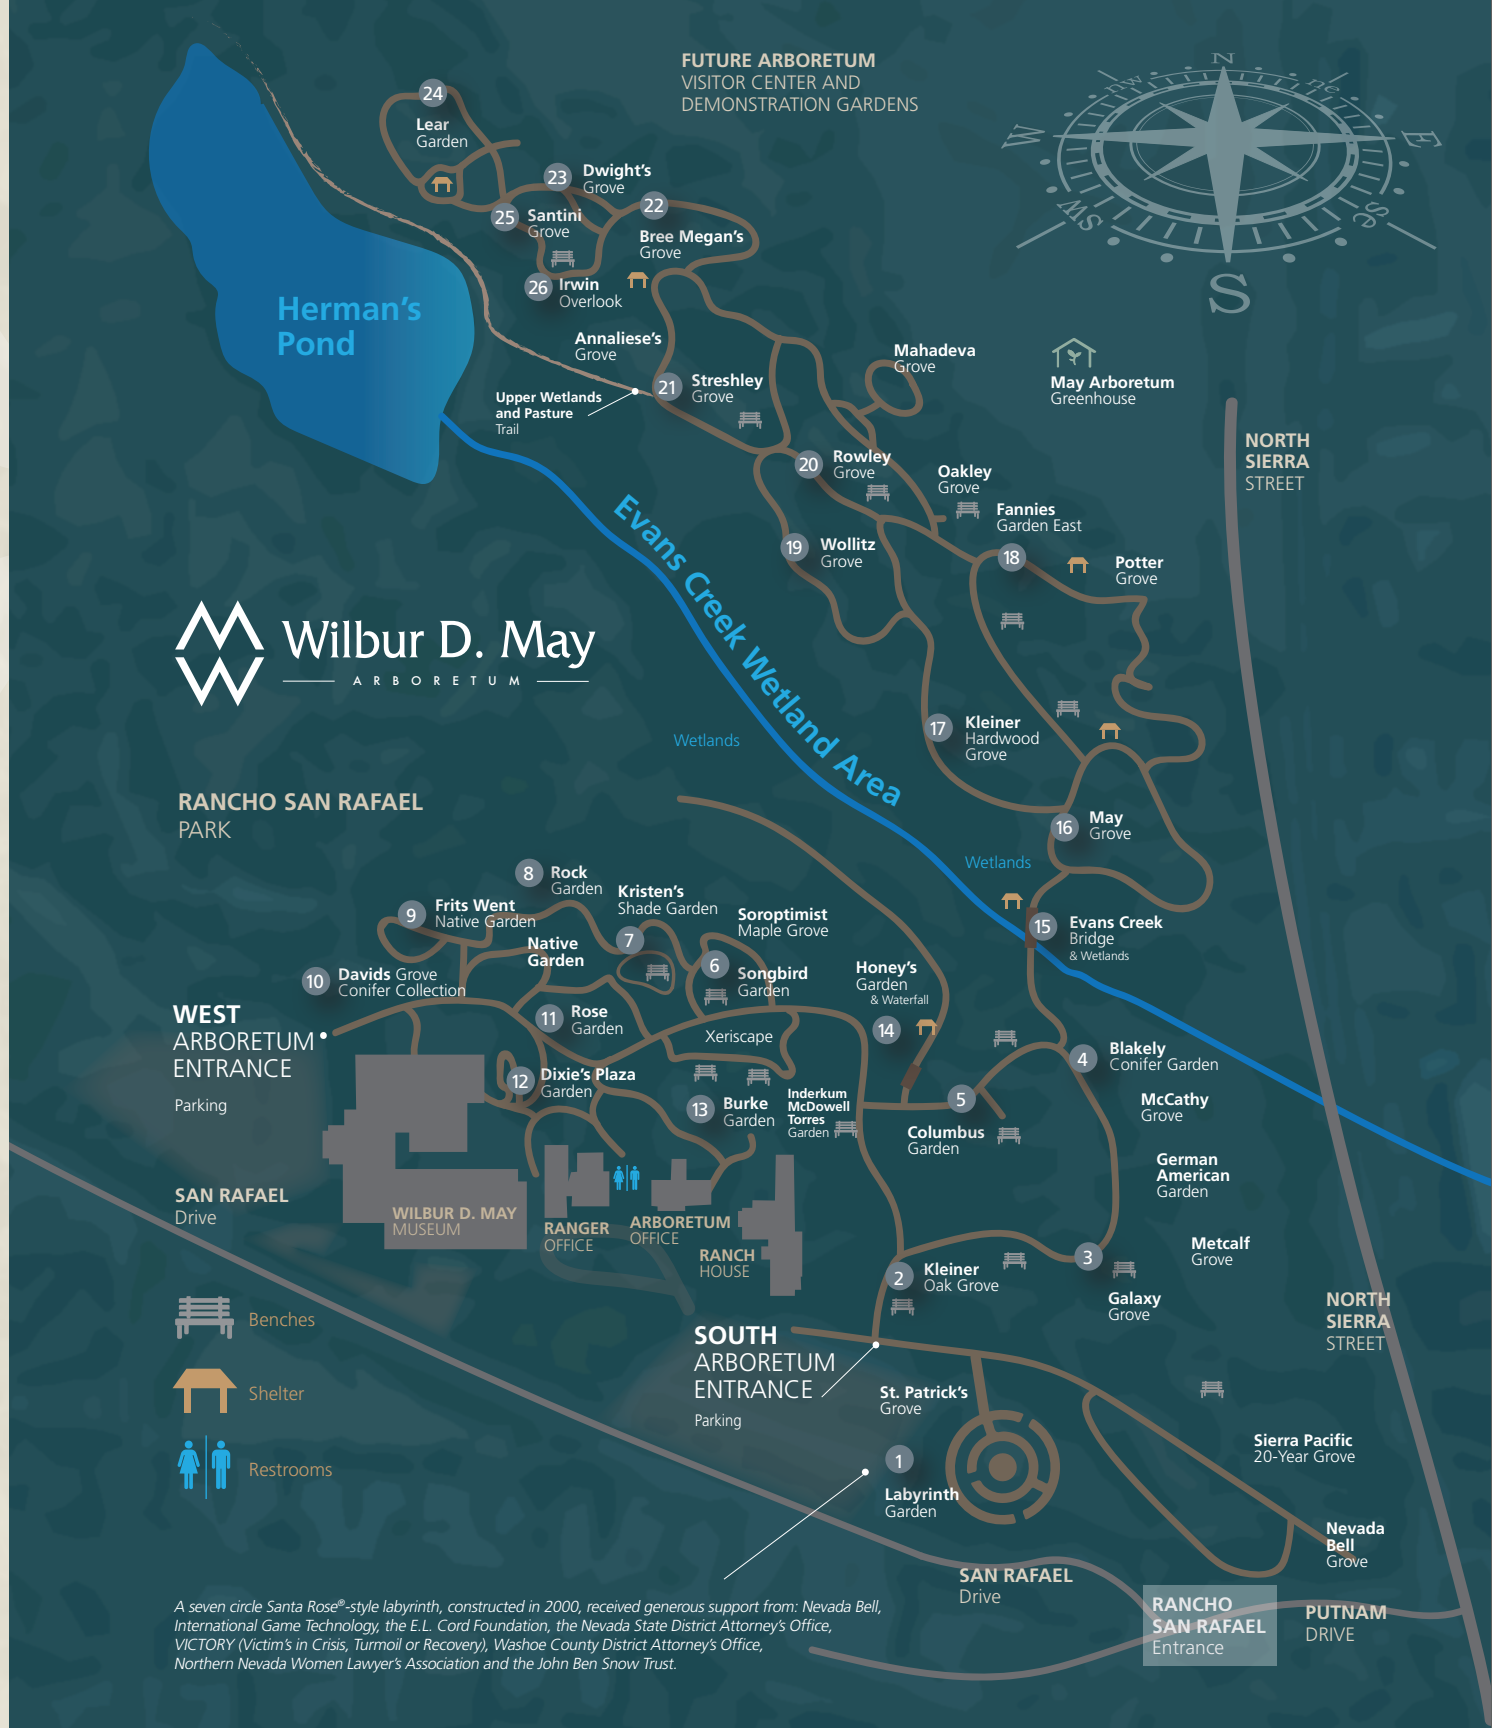 FUTURE ARBORETUM
VISITOR CENTER AND
DEMONSTRATION GARDENS
N
ne
E
se
S
SW
W
nw
24
Lear
Garden
23
Dwight's
Grove
22
Bree Megan's
Grove
25
Santini
Grove
26
Irwin
Overlook
Herman's
Pond
Annaliese's
Grove
Upper Wetlands
and Pasture
Trail
21
Streshley
Grove
Mahadeva
Grove
May Arboretum
Greenhouse
NORTH
SIERRA
STREET
20
Rowley
Grove
Oakley
Grove
Fannies
Garden East
18
Potter
Grove
19
Wollitz
Grove
Evans Creek Wetland Area
Wilbur D. May
ARBORETUM
17
Kleiner
Hardwood
Grove
Wetlands
RANCHO SAN RAFAEL
PARK
16
May
Grove
Wetlands
15
Evans Creek
Bridge
& Wetlands
8
Rock
Garden
9
Frits Went
Native Garden
Kristen's
Shade Garden
7
Soroptimist
Maple Grove
Native
Garden
6
Songbird
Garden
10
Davids Grove
Conifer Collection
Honey's
Garden
& Waterfall
14
WEST
ARBORETUM
ENTRANCE
Parking
11
Rose
Garden
Xeriscape
12
Dixie's Plaza
Garden
13
Burke
Garden
Inderkum
McDowell
Torres
Garden
4
Blakely
Conifer Garden
5
Columbus
Garden
McCathy
Grove
German
American
Garden
SAN RAFAEL
Drive
WILBUR D. MAY
MUSEUM
RANGER
OFFICE
ARBORETUM
OFFICE
RANCH
HOUSE
Metcalf
Grove
3
Galaxy
Grove
2
Kleiner
Oak Grove
NORTH
SIERRA
STREET
Benches
Shelter
Restrooms
SOUTH
ARBORETUM
ENTRANCE
Parking
St. Patrick's
Grove
1
Labyrinth
Garden
Sierra Pacific
20-Year Grove
Nevada
Bell
Grove
SAN RAFAEL
Drive
RANCHO
SAN RAFAEL
Entrance
PUTNAM
DRIVE
A seven circle Santa Rose®-style labyrinth, constructed in 2000, received generous support from: Nevada Bell,
International Game Technology, the E.L. Cord Foundation, the Nevada State District Attorney's Office,
VICTORY (Victim's in Crisis, Turmoil or Recovery), Washoe County District Attorney's Office,
Northern Nevada Women Lawyer's Association and the John Ben Snow Trust.